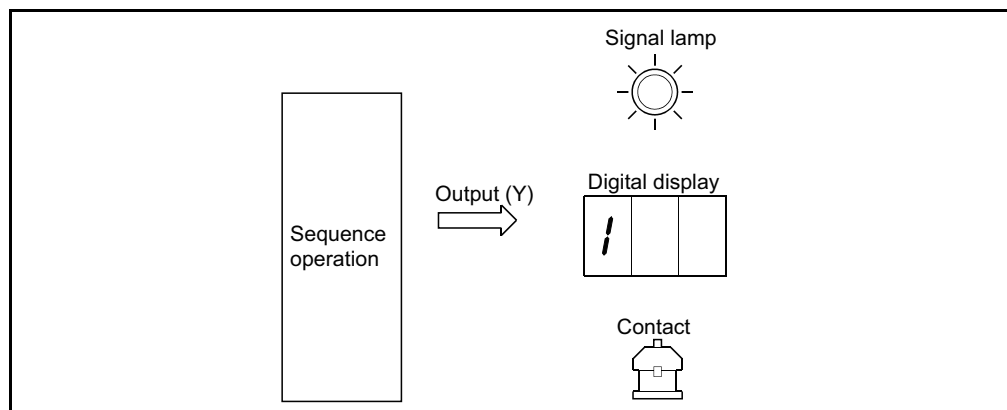 Signal lamp
Output (Y)
Digital display
1
Sequence
operation
Contact